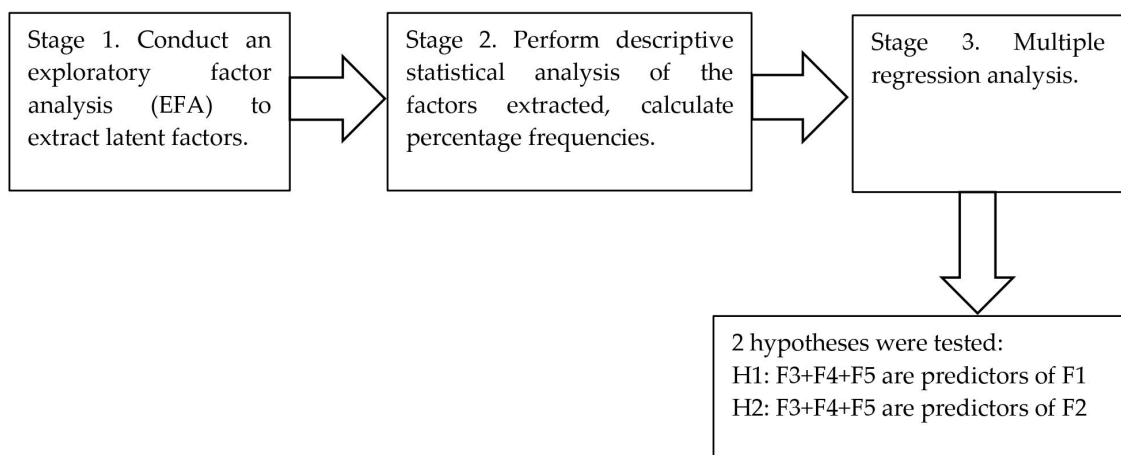 Stage 1. Conduct an
exploratory factor
analysis (EFA) to
extract latent factors.
Stage 2. Perform descriptive
statistical analysis of the
factors extracted, calculate
percentage frequencies.
Stage 3. Multiple
regression analysis.
2 hypotheses were tested:
H1: F3+F4+F5 are predictors of F1
H2: F3+F4+F5 are predictors of F2